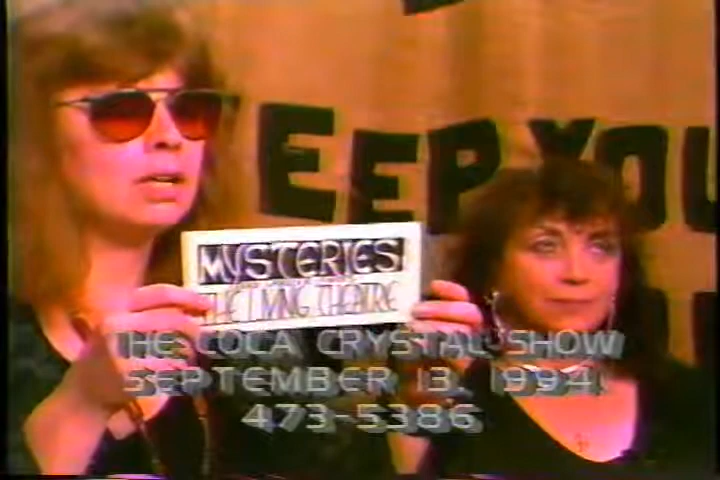 EEP YOU
MYSTERIES
THE LIVING THEATRE
THE COCA CRYSTAL SHOW
SEPTEMBER 13, 1994
473-5386